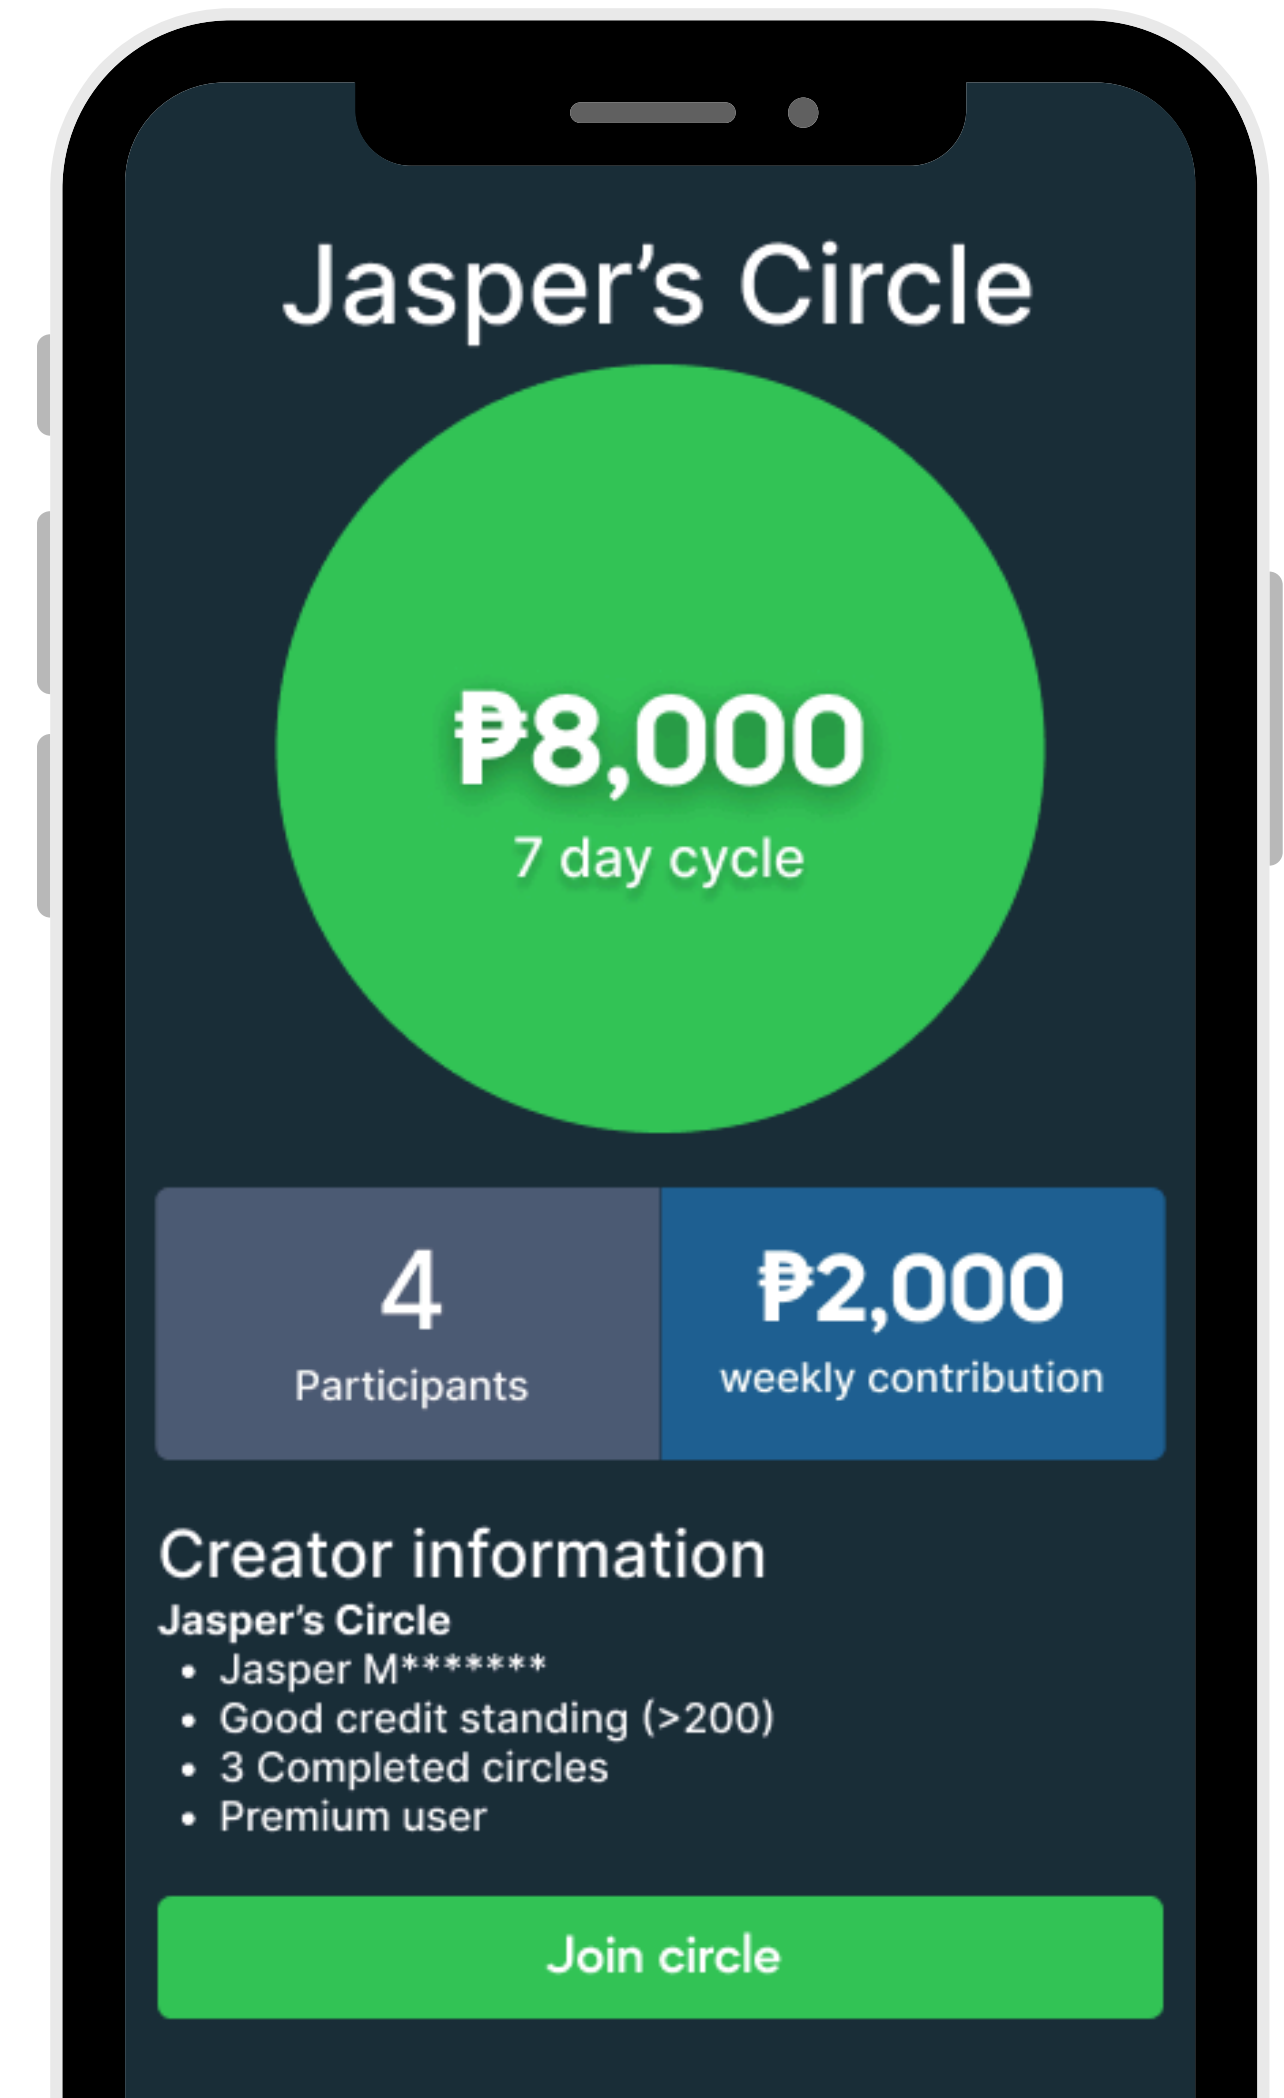 Jasper’s Circle
₱8,000
7 day cycle
4
Participants
₱2,000
weekly contribution
Creator information
Jasper’s Circle
• Jasper M*******
• Good credit standing (>200)
• 3 Completed circles
• Premium user
Join circle